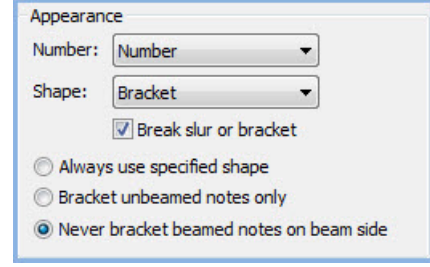 Appearance
Number: Number
Shape: Bracket
Break slur or bracket
Always use specified shape
Bracket unbeamed notes only
Never bracket beamed notes on beam side